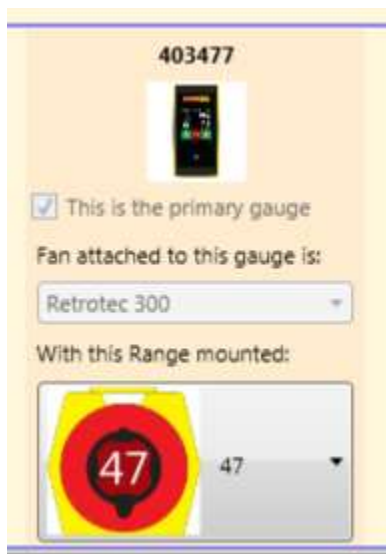 403477
This is the primary gauge
Fan attached to this gauge is:
Retrotec 300
With this Range mounted:
47 47